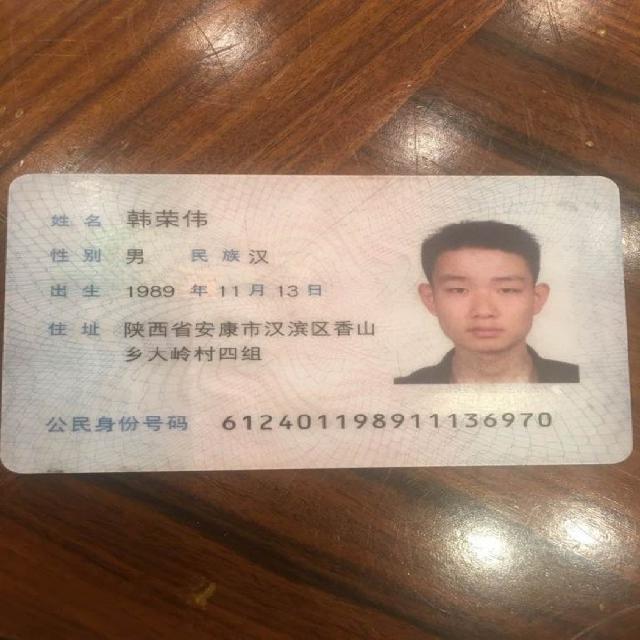 姓名 韩荣伟
性别 男 民族 汉
出生 1989 年 11 月 13 日
住址 陕西省安康市汉滨区香山
乡大岭村四组
公民身份号码 612401198911136970